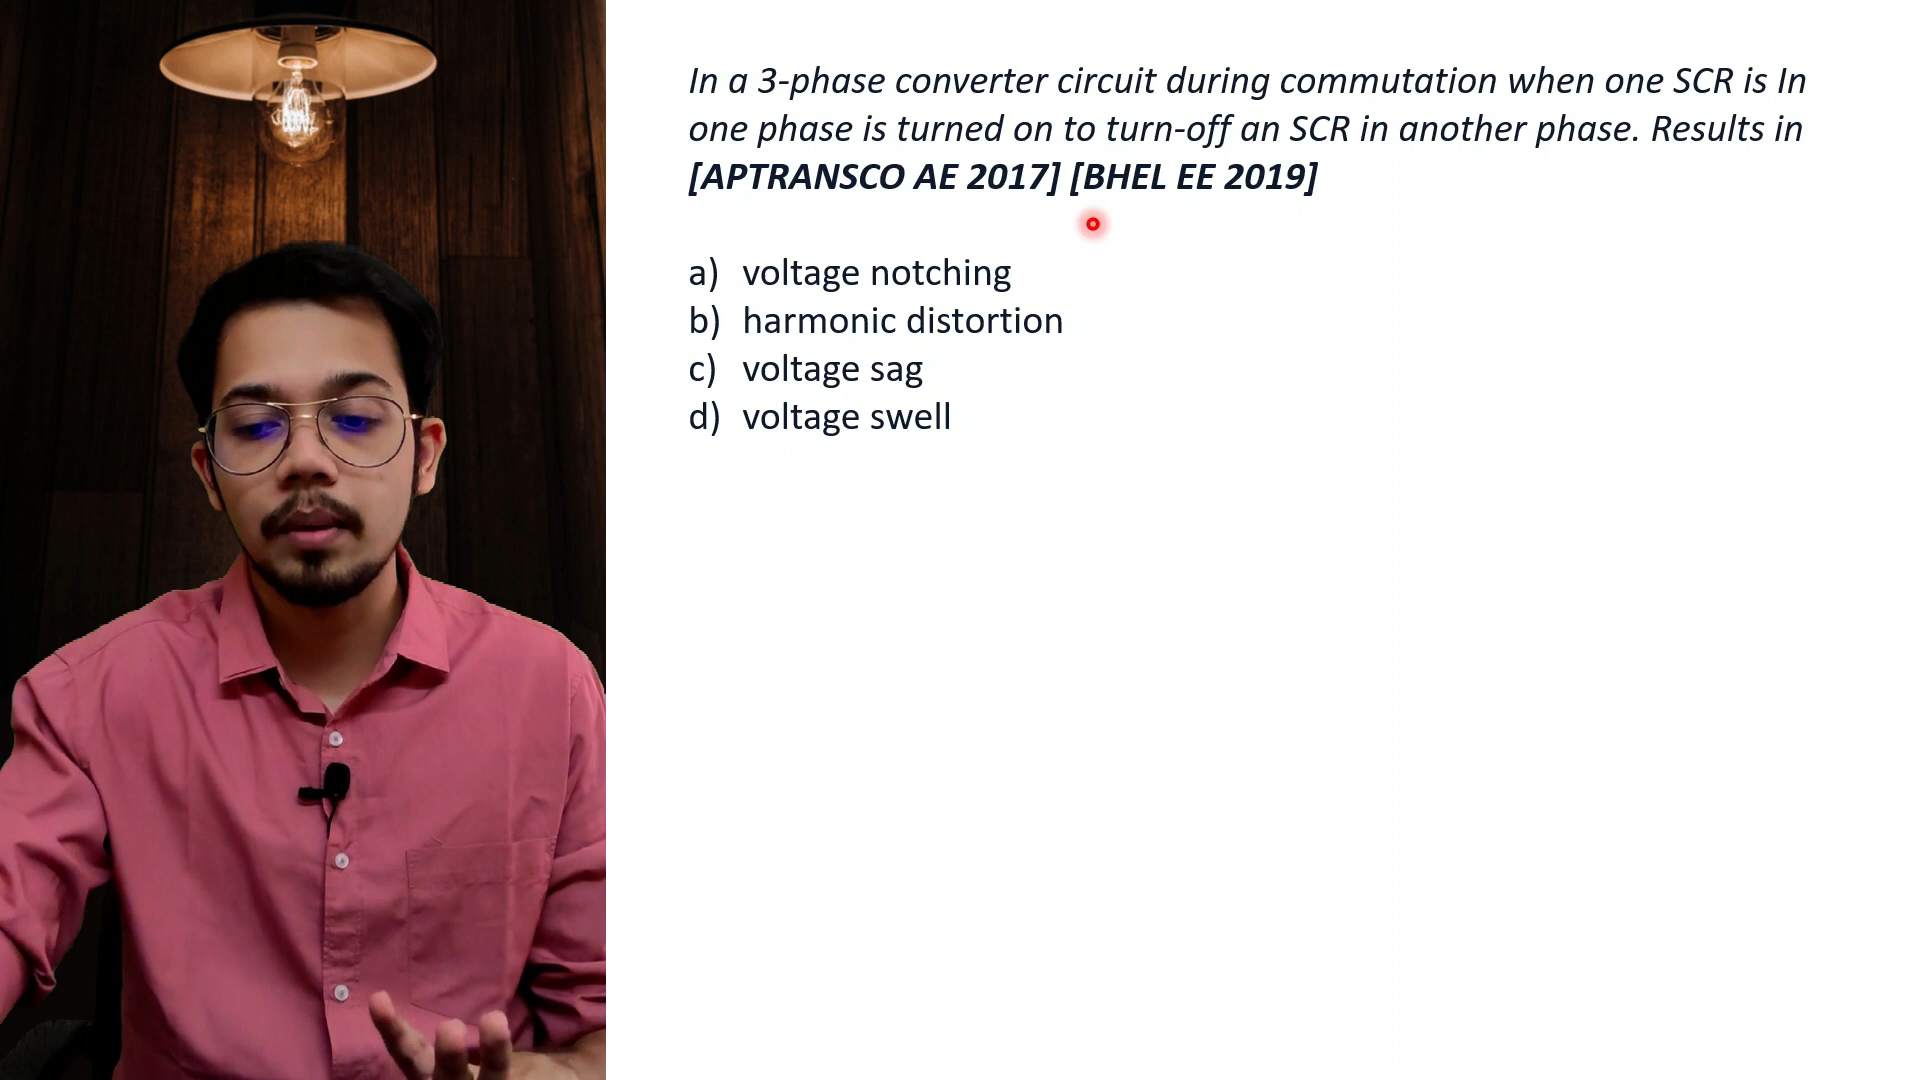 In a 3-phase converter circuit during commutation when one SCR is In
one phase is turned on to turn-off an SCR in another phase. Results in
[APTRANSCO AE 2017] [BHEL EE 2019]
a) voltage notching
b) harmonic distortion
c) voltage sag
d) voltage swell